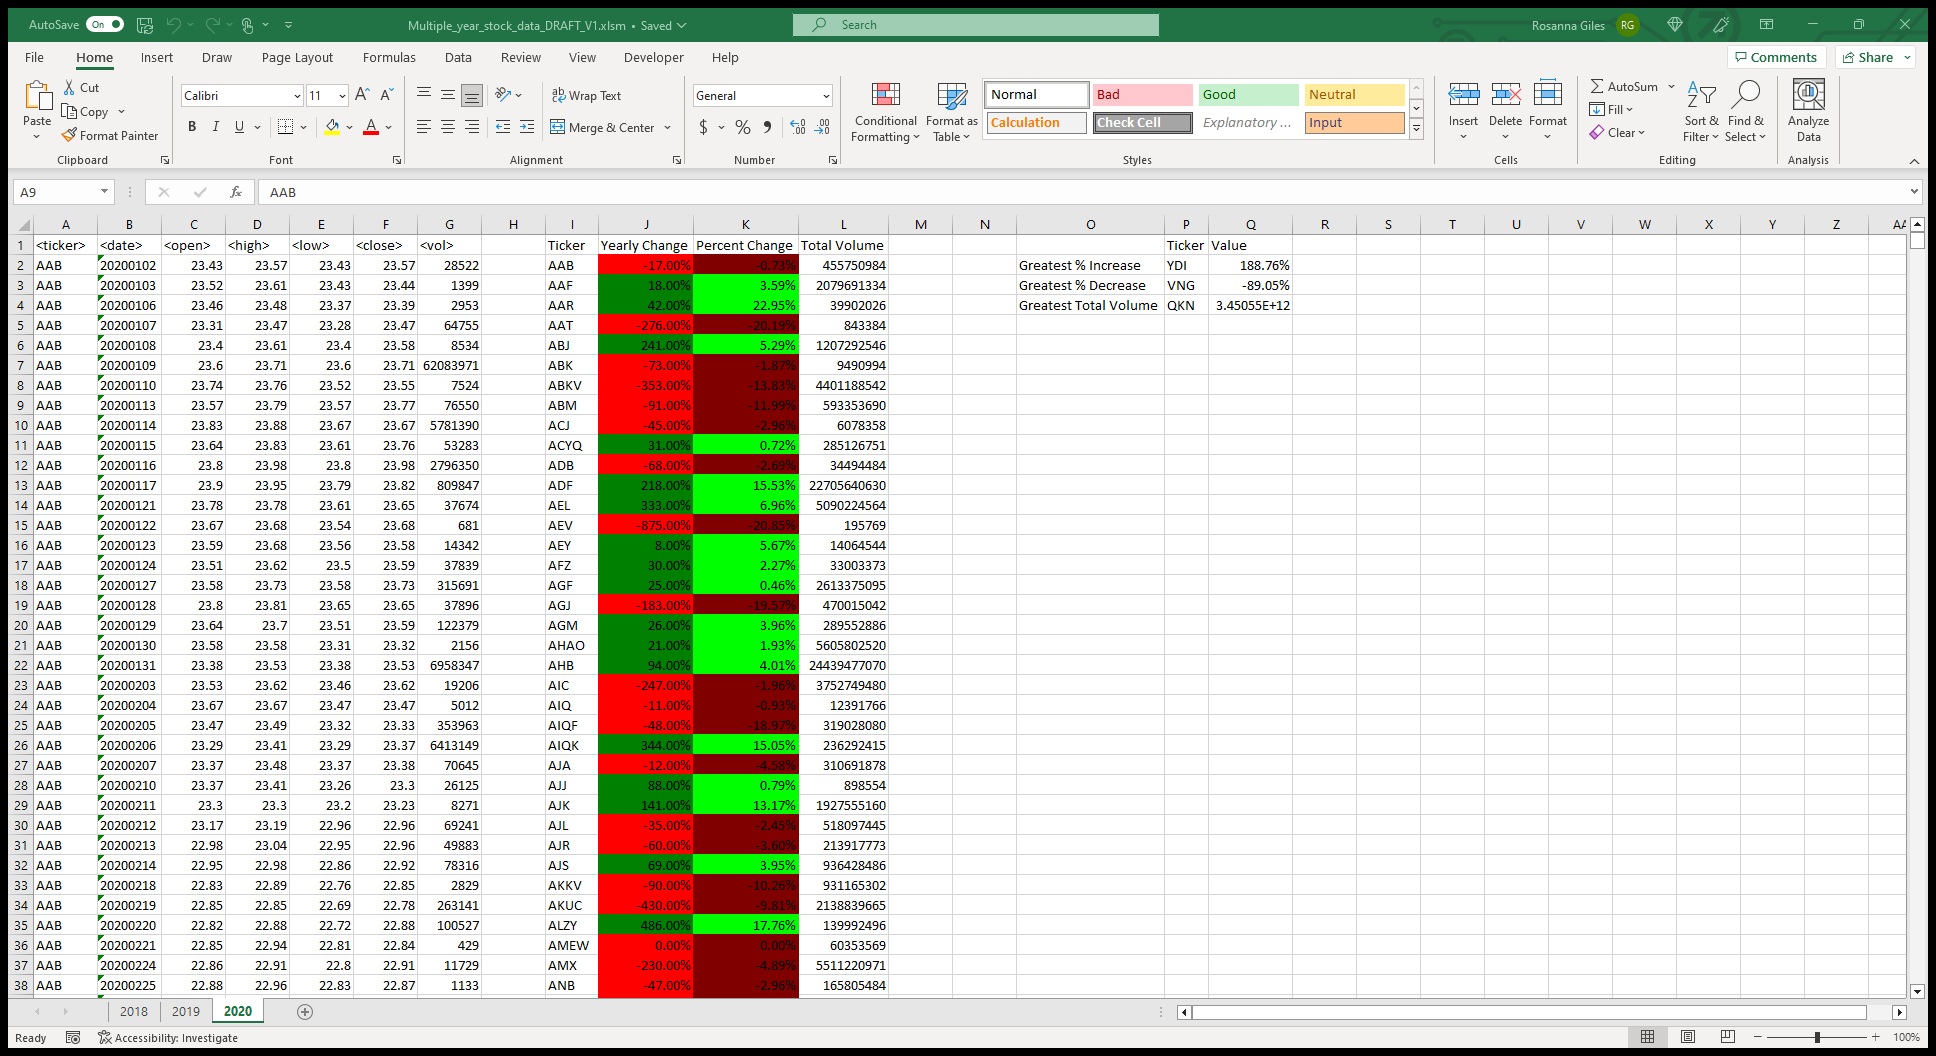 AutoSave On Multiple_year_stock_data_DRAFT_V1.xlsm • Saved Search Rosanna Giles RG
File Home Insert Draw Page Layout Formulas Data Review View Developer Help Comments Share
Paste Cut Copy Format Painter Clipboard
Calibri 11 B I U Font
Wrap Text Merge & Center Alignment
General $ % Number
Conditional Formatting Format as Table
Normal Bad Good Neutral
Calculation Check Cell Explanatory ... Input
Styles
Insert Delete Format Cells
AutoSum Fill Clear Sort & Filter Find & Select Editing
Analyze Data Analysis
A9 fx AAB
A B C D E F G H I J K L M N O P Q R S T U V W X Y Z AA
1 <ticker> <date> <open> <high> <low> <close> <vol> Ticker Yearly Change Percent Change Total Volume Ticker Value
2 AAB 20200102 23.43 23.57 23.43 23.57 28522 AAB -17.00% -0.73% 455750984 Greatest % Increase YDI 188.76%
3 AAB 20200103 23.52 23.61 23.43 23.44 1399 AAF 18.00% 3.59% 2079691334 Greatest % Decrease VNG -89.05%
4 AAB 20200106 23.46 23.48 23.37 23.39 2953 AAR 42.00% 22.95% 39902026 Greatest Total Volume QKN 3.45055E+12
5 AAB 20200107 23.31 23.47 23.28 23.47 64755 AAT -276.00% -20.19% 843384
6 AAB 20200108 23.4 23.61 23.4 23.58 8534 ABJ 241.00% 5.29% 1207292546
7 AAB 20200109 23.6 23.71 23.6 23.71 62083971 ABK -73.00% -1.87% 9490994
8 AAB 20200110 23.74 23.76 23.52 23.55 7524 ABKV -353.00% -13.83% 4401188542
9 AAB 20200113 23.57 23.79 23.57 23.77 76550 ABM -91.00% -11.99% 593353690
10 AAB 20200114 23.83 23.88 23.67 23.67 5781390 ACJ -45.00% -2.96% 6078358
11 AAB 20200115 23.64 23.83 23.61 23.76 53283 ACYQ 31.00% 0.72% 285126751
12 AAB 20200116 23.8 23.98 23.8 23.98 2796350 ADB -68.00% -2.69% 34494484
13 AAB 20200117 23.9 23.95 23.79 23.82 809847 ADF 218.00% 15.53% 22705640630
14 AAB 20200121 23.78 23.78 23.61 23.65 37674 AEL 333.00% 6.96% 5090224564
15 AAB 20200122 23.67 23.68 23.54 23.68 681 AEV -875.00% -20.85% 195769
16 AAB 20200123 23.59 23.68 23.56 23.58 14342 AEY 8.00% 5.67% 14064544
17 AAB 20200124 23.51 23.62 23.5 23.59 37839 AFZ 30.00% 2.27% 33003373
18 AAB 20200127 23.58 23.73 23.58 23.73 315691 AGF 25.00% 0.46% 2613375095
19 AAB 20200128 23.8 23.81 23.65 23.65 37896 AGJ -183.00% -19.57% 470015042
20 AAB 20200129 23.64 23.7 23.51 23.59 122379 AGM 26.00% 3.96% 289552886
21 AAB 20200130 23.58 23.58 23.31 23.32 2156 AHAO 21.00% 1.93% 5605802520
22 AAB 20200131 23.38 23.53 23.38 23.53 6958347 AHB 94.00% 4.01% 24439477070
23 AAB 20200203 23.53 23.62 23.46 23.62 19206 AIC -247.00% -1.96% 3752749480
24 AAB 20200204 23.67 23.67 23.47 23.47 5012 AIQ -11.00% -0.93% 12391766
25 AAB 20200205 23.47 23.49 23.32 23.33 353963 AIQF -48.00% -18.97% 319028080
26 AAB 20200206 23.29 23.41 23.29 23.37 6413149 AIQK 344.00% 15.05% 236292415
27 AAB 20200207 23.37 23.48 23.37 23.38 70645 AJA -12.00% -4.58% 310691878
28 AAB 20200210 23.37 23.41 23.26 23.3 26125 AJJ 88.00% 0.79% 898554
29 AAB 20200211 23.3 23.3 23.2 23.23 8271 AJK 141.00% 13.17% 1927555160
30 AAB 20200212 23.17 23.19 22.96 22.96 69241 AJL -35.00% -2.45% 518097445
31 AAB 20200213 22.98 23.04 22.95 22.96 49883 AJR -60.00% -3.60% 213917773
32 AAB 20200214 22.95 22.98 22.86 22.92 78316 AJS 69.00% 3.95% 936428486
33 AAB 20200218 22.83 22.89 22.76 22.85 2829 AKKV -90.00% -10.26% 931165302
34 AAB 20200219 22.85 22.85 22.69 22.78 263141 AKUC -430.00% -9.81% 2138839665
35 AAB 20200220 22.82 22.88 22.72 22.88 100527 ALZY 486.00% 17.76% 139992496
36 AAB 20200221 22.85 22.94 22.81 22.84 429 AMEW 0.00% 0.00% 60353569
37 AAB 20200224 22.86 22.91 22.8 22.91 11729 AMX -230.00% -4.89% 5511220971
38 AAB 20200225 22.88 22.96 22.83 22.87 1133 ANB -47.00% -2.96% 165805484
2018 2019 2020
Ready Accessibility: Investigate 100%